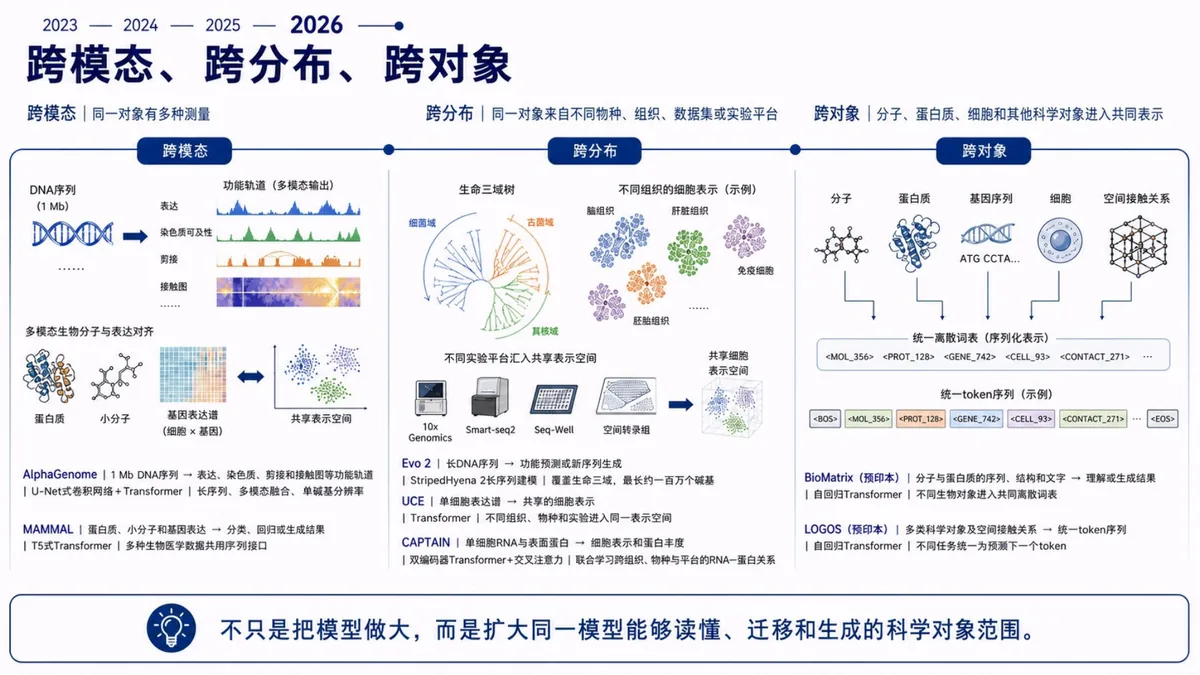 2023 — 2024 — 2025 — 2026
跨模态、跨分布、跨对象
跨模态｜同一对象有多种测量
跨分布｜同一对象来自不同物种、组织、数据集或实验平台
跨对象｜分子、蛋白质、细胞和其他科学对象进入共同表示
跨模态
DNA序列
（1 Mb）
……
功能轨道（多模态输出）
表达
染色质可及性
剪接
接触图
……
多模态生物分子与表达对齐
蛋白质
小分子
基因表达谱
（细胞 × 基因）
共享表示空间
AlphaGenome｜1 Mb DNA序列 → 表达、染色质、剪接和接触图等功能轨道
｜U-Net式卷积网络＋Transformer｜长序列、多模态融合、单碱基分辨率
MAMMAL｜蛋白质、小分子和基因表达 → 分类、回归或生成结果
｜T5式Transformer｜多种生物医学数据共用序列接口
跨分布
生命三域树
细菌域
古菌域
真核域
不同组织的细胞表示（示例）
脑组织
肝脏组织
免疫细胞
胚胎组织
……
不同实验平台汇入共享表示空间
10x
Genomics
Smart-seq2
Seq-Well
空间转录组
共享细胞
表示空间
Evo 2｜长DNA序列 → 功能预测或新序列生成
｜StripedHyena 2长序列建模｜覆盖生命三域，最长约一百万个碱基
UCE｜单细胞表达谱 → 共享的细胞表示
｜Transformer｜不同组织、物种和实验进入同一表示空间
CAPTAIN｜单细胞RNA与表面蛋白 → 细胞表示和蛋白丰度
｜双编码器Transformer+交叉注意力｜联合学习跨组织、物种与平台的RNA—蛋白关系
跨对象
分子
蛋白质
基因序列
细胞
空间接触关系
ATG CCTA...
统一离散词表（序列化表示）
<MOL_356> <PROT_128> <GENE_742> <CELL_93> <CONTACT_271> …
统一token序列（示例）
<BOS> <MOL_356> <PROT_128> <GENE_742> <CELL_93> <CONTACT_271> … <EOS>
BioMatrix（预印本）｜分子与蛋白质的序列、结构和文字 → 理解或生成结果
｜自回归Transformer｜不同生物对象进入共同离散词表
LOGOS（预印本）｜多类科学对象及空间接触关系 → 统一token序列
｜自回归Transformer｜不同任务统一为预测下一个token
不只是把模型做大，而是扩大同一模型能够读懂、迁移和生成的科学对象范围。